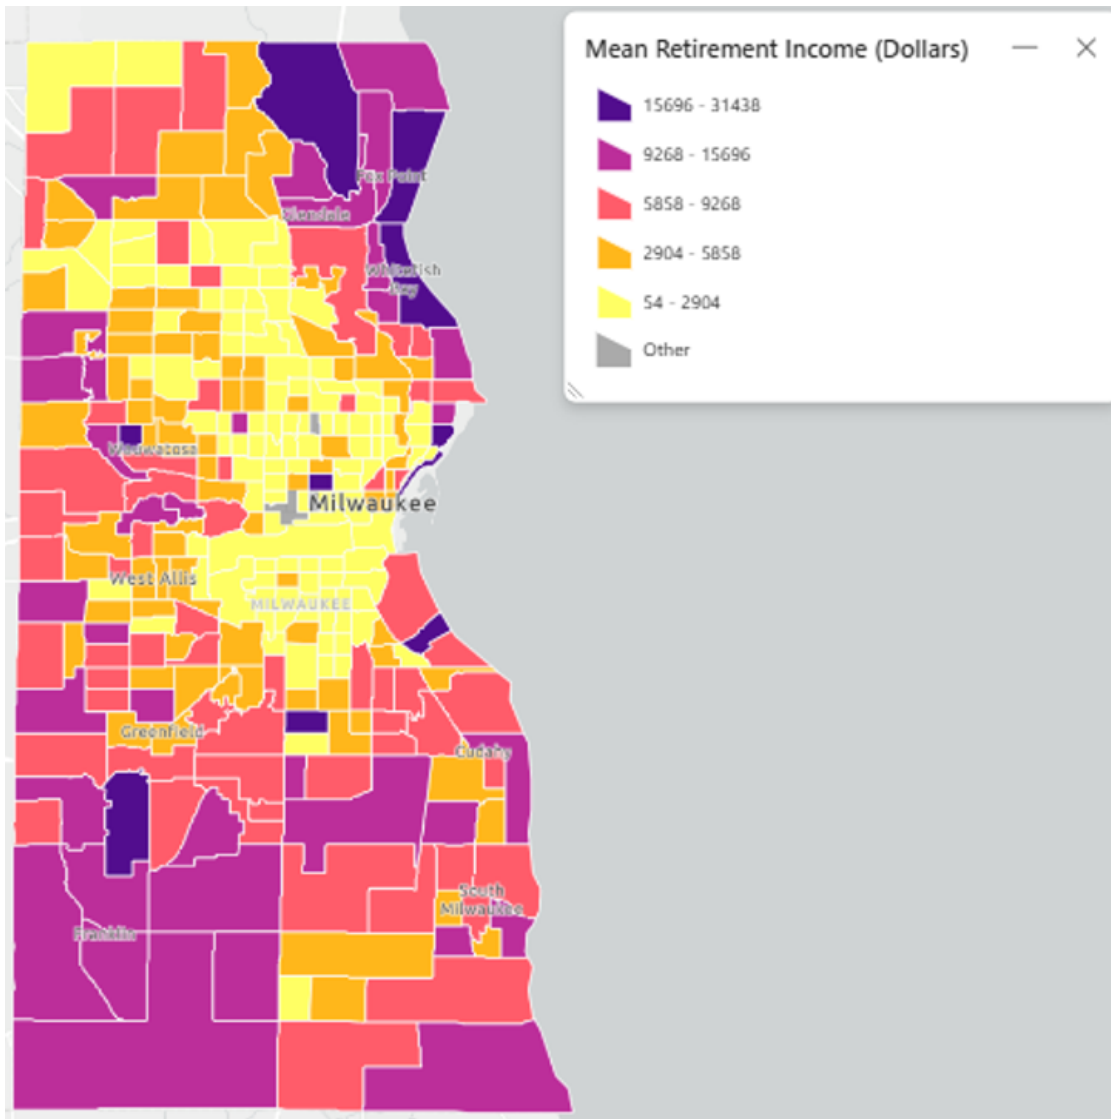 Mean Retirement Income (Dollars)
15696 - 31438
9268 - 15696
5858 - 9268
2904 - 5858
54 - 2904
Other
Fox Point
Glendale
Whitefish
Bay
Wauwatosa
Milwaukee
West Allis
MILWAUKEE
Greenfield
Cudahy
South
Milwaukee
Franklin